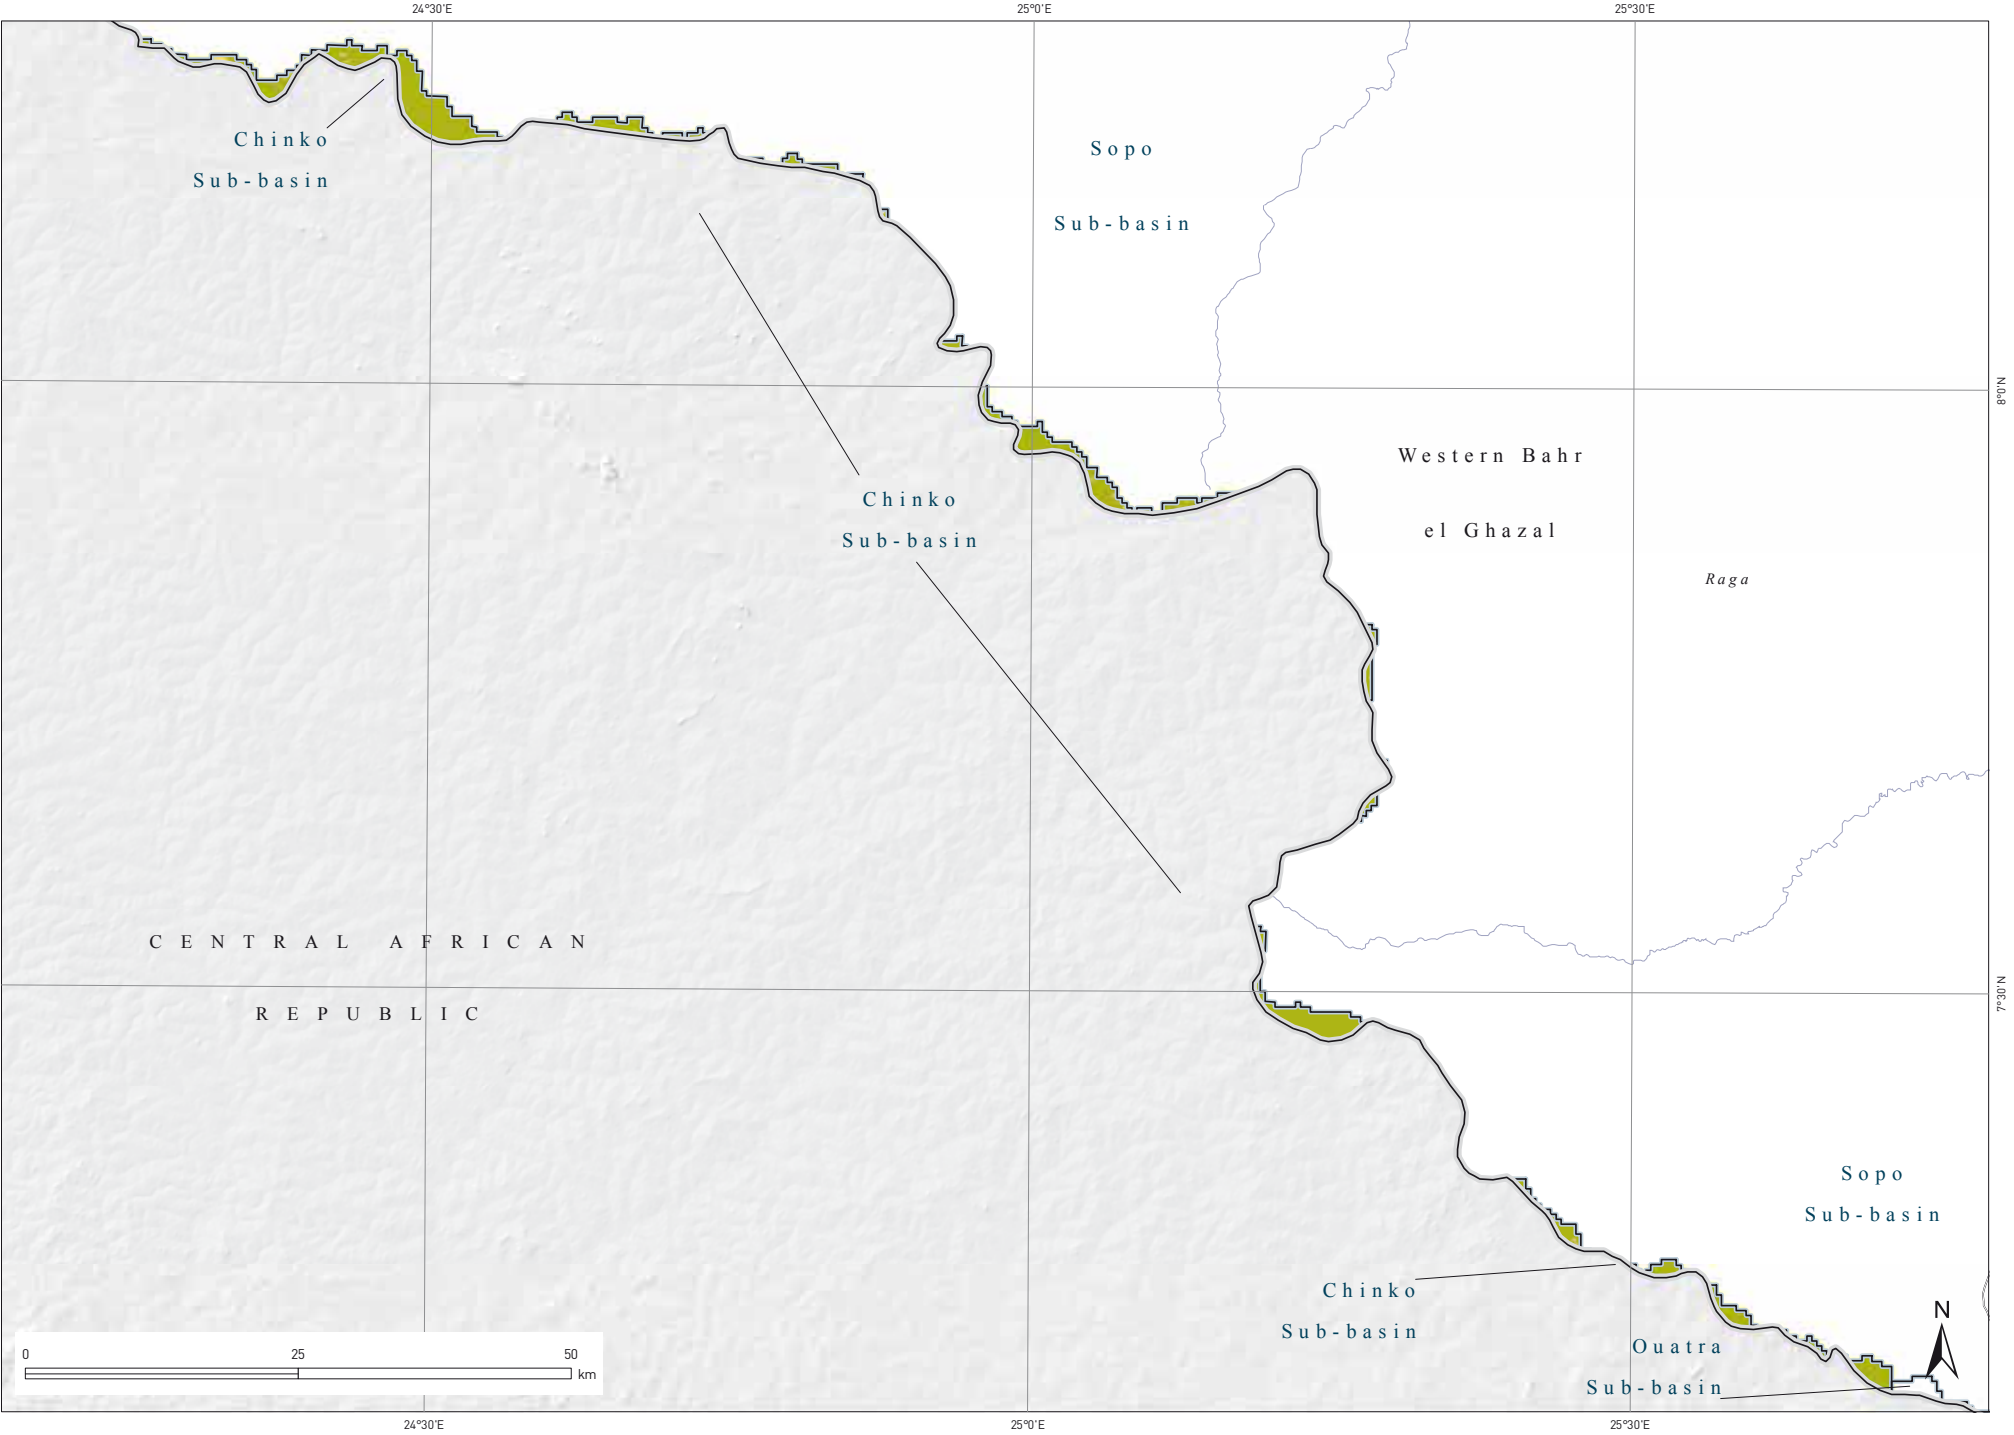 24°30'E
25°0'E
25°30'E
Chinko
Sub-basin
Sopo
Sub-basin
8°0'N
Western Bahr
el Ghazal
Chinko
Sub-basin
Raga
CENTRAL AFRICAN
REPUBLIC
7°30'N
Sopo
Sub-basin
Chinko
Sub-basin
N
Ouatra
Sub-basin
0
25
50
km
24°30'E
25°0'E
25°30'E